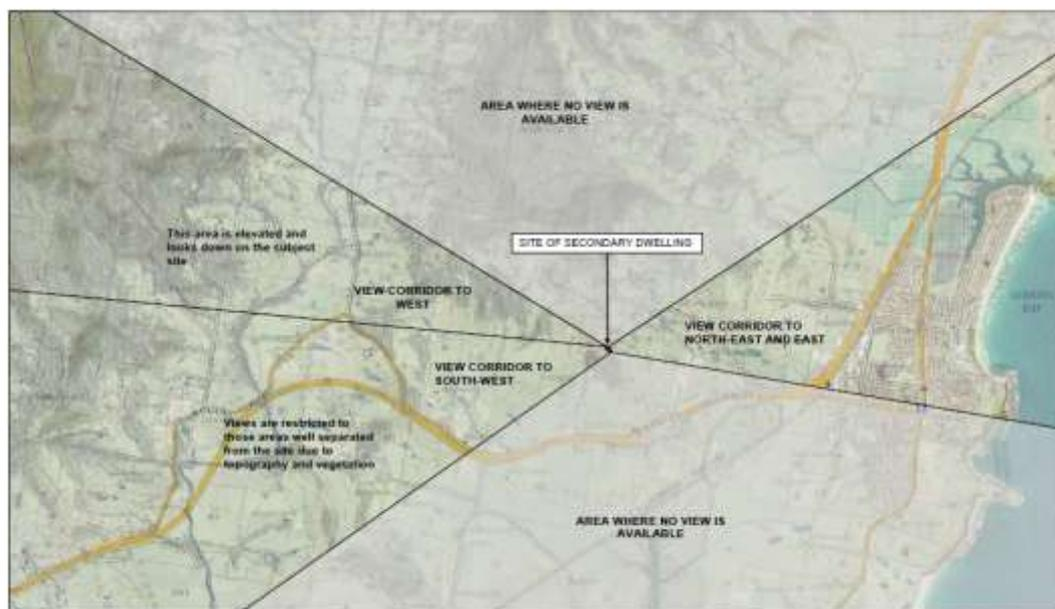 AREA WHERE NO VIEW IS
AVAILABLE
This area is elevated and
looks down on the subject
site
SITE OF SECONDARY DWELLING
VIEW CORRIDOR TO
WEST
VIEW CORRIDOR TO
NORTH-EAST AND EAST
VIEW CORRIDOR TO
SOUTH-WEST
Views are restricted to
those areas well separated
from the site due to
topography and vegetation
AREA WHERE NO VIEW IS
AVAILABLE